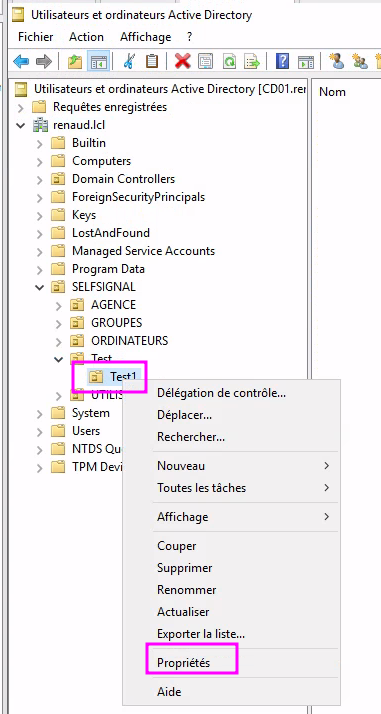 Utilisateurs et ordinateurs Active Directory
Fichier Action Affichage ?
Utilisateurs et ordinateurs Active Directory [CD01.ren
Nom
Requêtes enregistrées
renaud.lcl
Builtin
Computers
Domain Controllers
ForeignSecurityPrincipals
Keys
LostAndFound
Managed Service Accounts
Program Data
SELFSIGNAL
AGENCE
GROUPES
ORDINATEURS
Test
Test1
UTILIS
System
Users
NTDS Qu
TPM Devi
Délégation de contrôle...
Déplacer...
Rechercher...
Nouveau
Toutes les tâches
Affichage
Couper
Supprimer
Renommer
Actualiser
Exporter la liste...
Propriétés
Aide